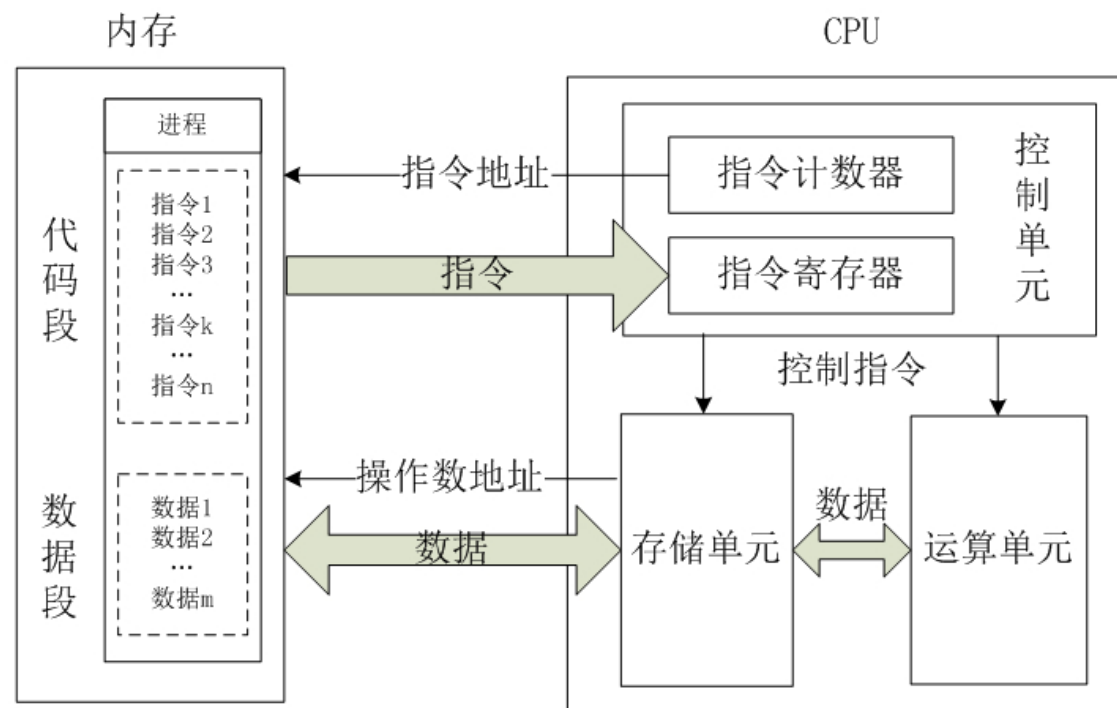 内存
CPU
进程
代码段
指令1
指令2
指令3
...
指令k
...
指令n
数据段
数据1
数据2
...
数据m
指令地址
指令
操作数地址
数据
指令计数器
指令寄存器
控制单元
控制指令
存储单元
数据
运算单元